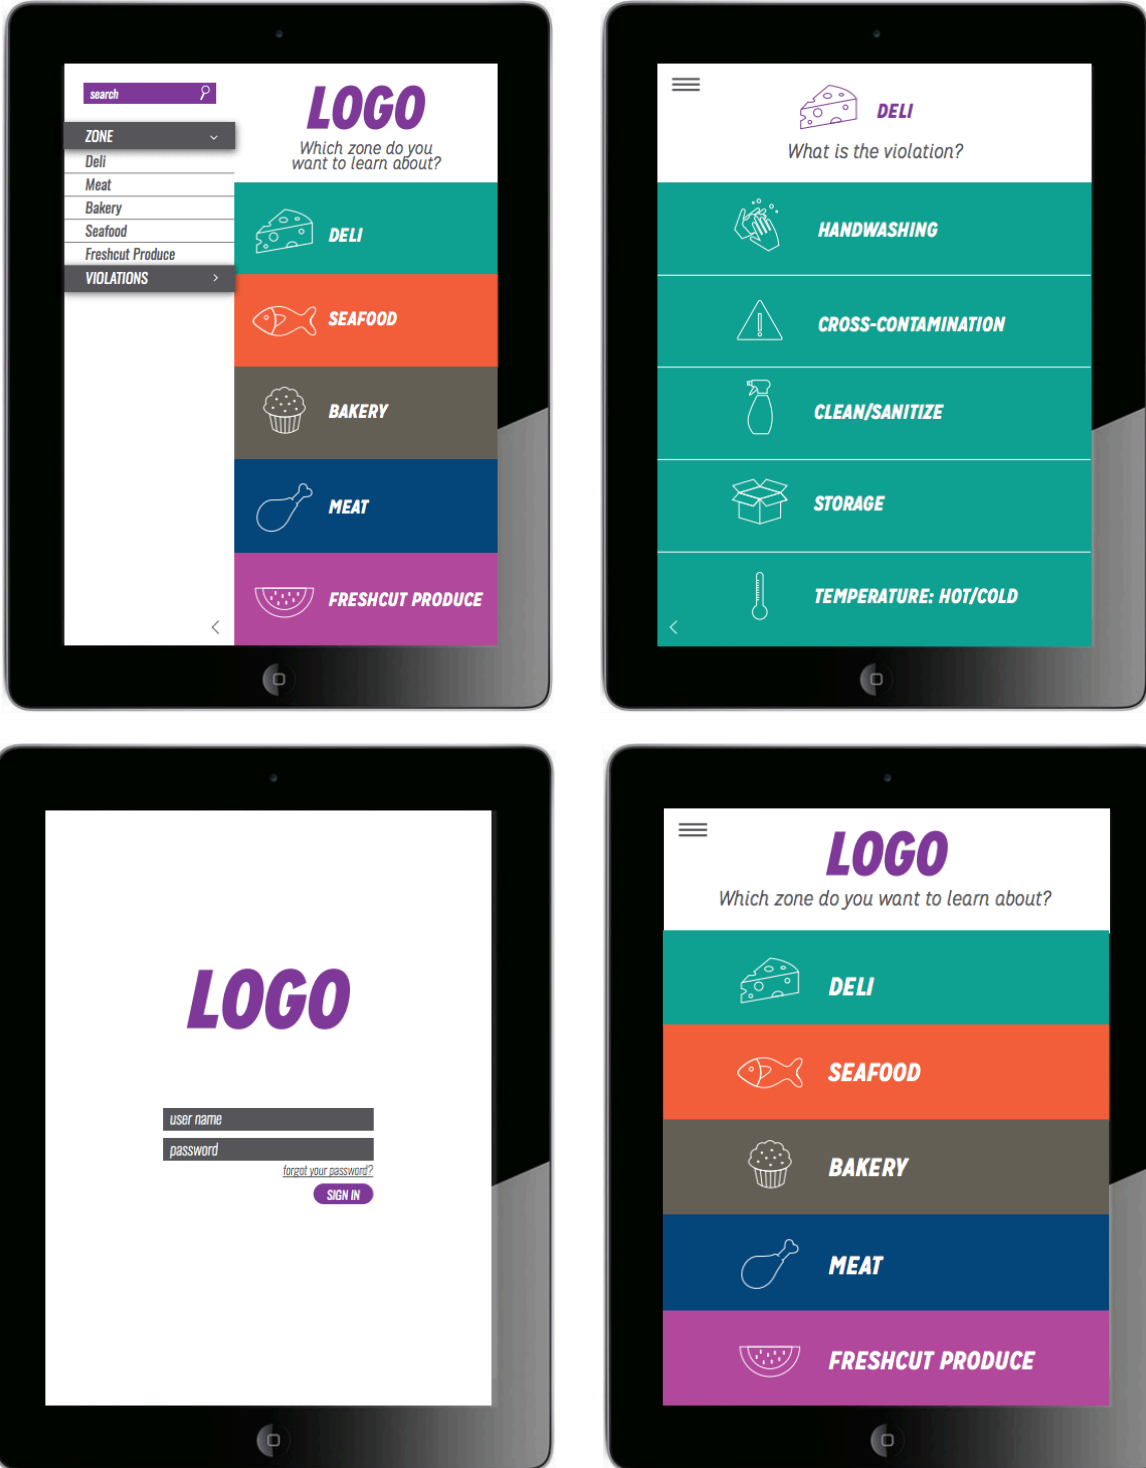 search
ZONE
Deli
Meat
Bakery
Seafood
Freshcut Produce
VIOLATIONS
LOGO
Which zone do you
want to learn about?
DELI
SEAFOOD
BAKERY
MEAT
FRESHCUT PRODUCE
DELI
What is the violation?
HANDWASHING
CROSS-CONTAMINATION
CLEAN/SANITIZE
STORAGE
TEMPERATURE: HOT/COLD
LOGO
user name
password
forgot your password?
SIGN IN
LOGO
Which zone do you want to learn about?
DELI
SEAFOOD
BAKERY
MEAT
FRESHCUT PRODUCE